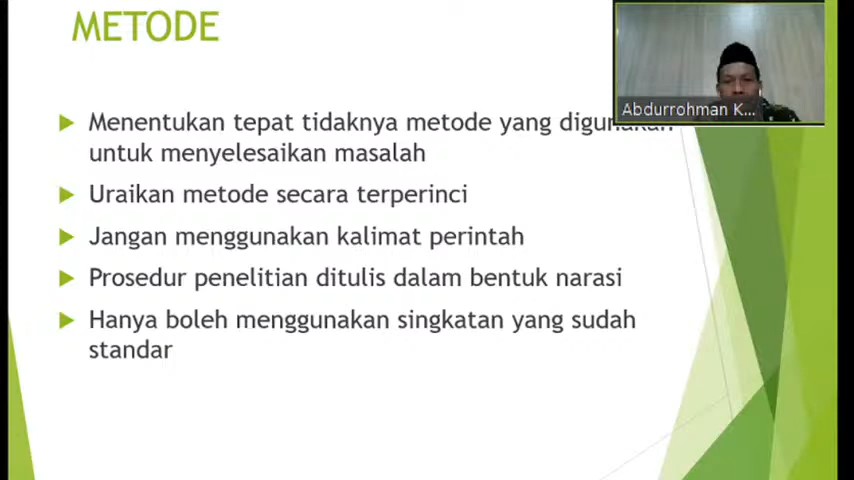 METODE
Abdurrohman K...
Menentukan tepat tidaknya metode yang digunakan
untuk menyelesaikan masalah
Uraikan metode secara terperinci
Jangan menggunakan kalimat perintah
Prosedur penelitian ditulis dalam bentuk narasi
Hanya boleh menggunakan singkatan yang sudah
standar